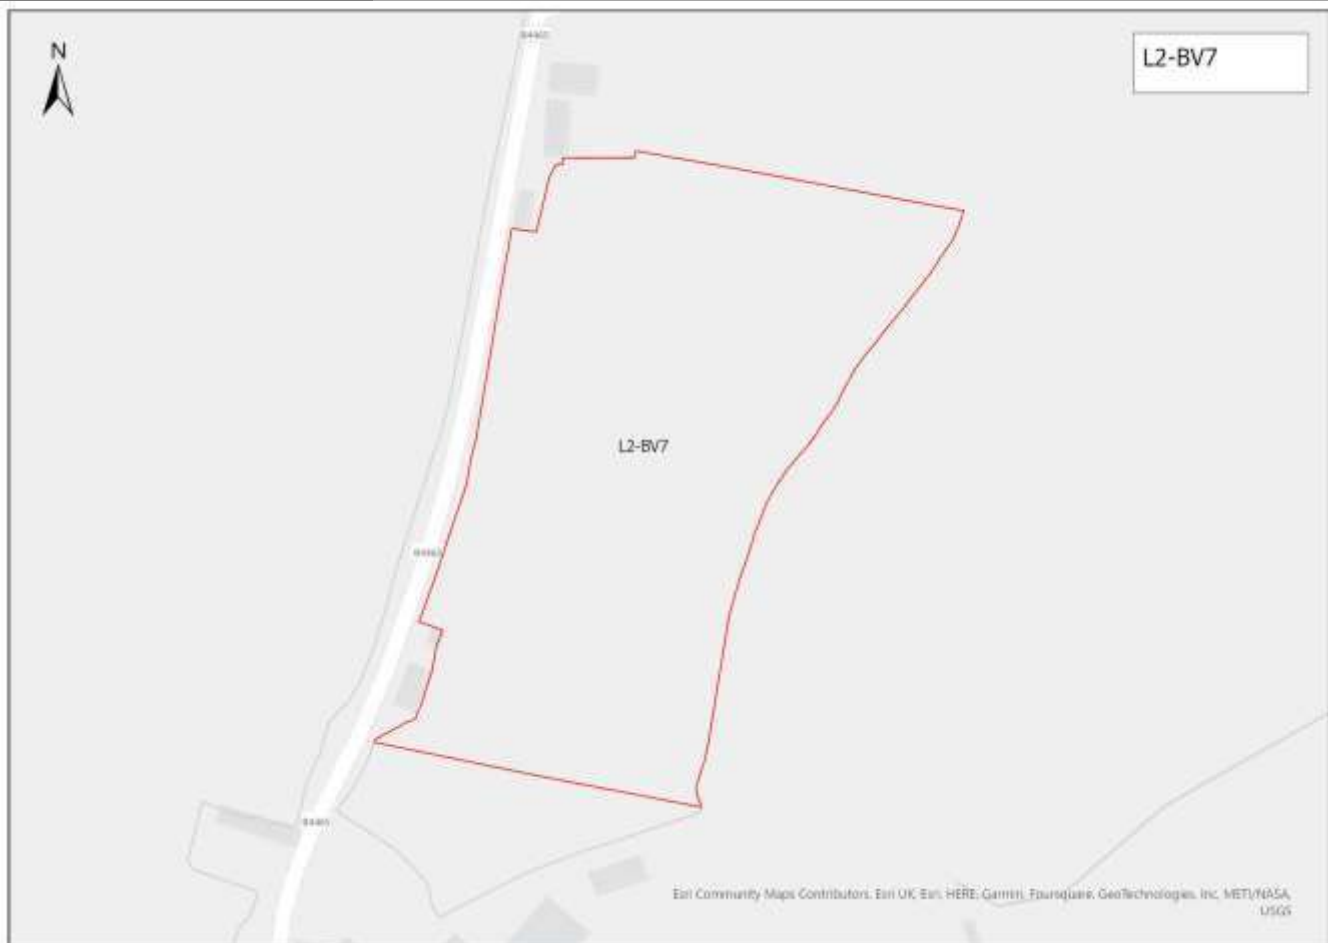 N
L2-BV7
L2-BV7
Esri Community Maps Contributors, Esri UK, Esri, HERE, Garmin, Foursquare, GeoTechnologies, Inc, METI/NASA,
USGS